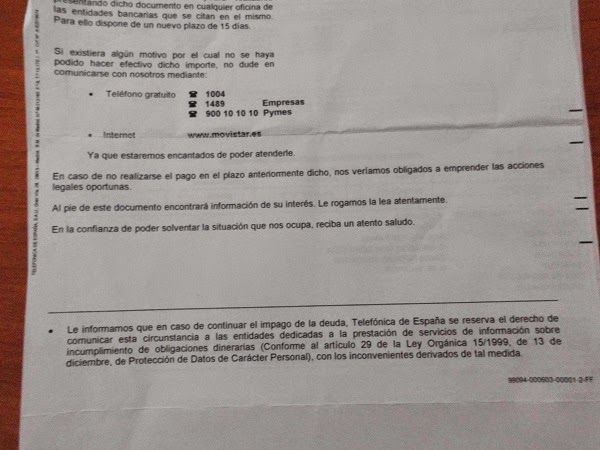 presentando dicho documento en cualquier oficina de
las entidades bancarias que se citan en el mismo.
Para ello dispone de un nuevo plazo de 15 días.
Si existiera algún motivo por el cual no se haya
podido hacer efectivo dicho importe, no dude en
comunicarse con nosotros mediante:
• Teléfono gratuito ☎ 1004
☎ 1489 Empresas
☎ 900 10 10 10 Pymes
• Internet www.movistar.es
Ya que estaremos encantados de poder atenderle.
En caso de no realizarse el pago en el plazo anteriormente dicho, nos veríamos obligados a emprender las acciones
legales oportunas.
Al pie de este documento encontrará información de su interés. Le rogamos la lea atentamente.
En la confianza de poder solventar la situación que nos ocupa, reciba un atento saludo.
• Le informamos que en caso de continuar el impago de la deuda, Telefónica de España se reserva el derecho de
comunicar esta circunstancia a las entidades dedicadas a la prestación de servicios de información sobre
incumplimiento de obligaciones dinerarias (Conforme al artículo 29 de la Ley Orgánica 15/1999, de 13 de
diciembre, de Protección de Datos de Carácter Personal), con los inconvenientes derivados de tal medida.
99094-000603-00001-2-FF
TELEFÓNICA DE ESPAÑA, S.A.U.